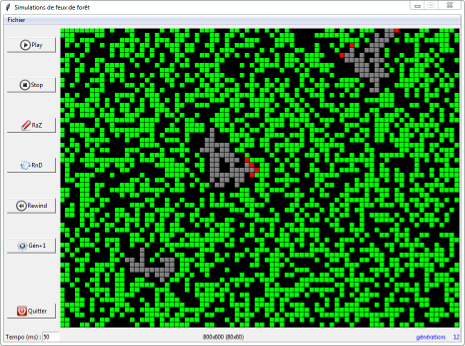 Simulations de feux de forêt
Fichier
Play
Stop
RaZ
RnD
Rewind
Gén+1
Quitter
Tempo (ms) : 50
800x600 (80x60)
génération 12